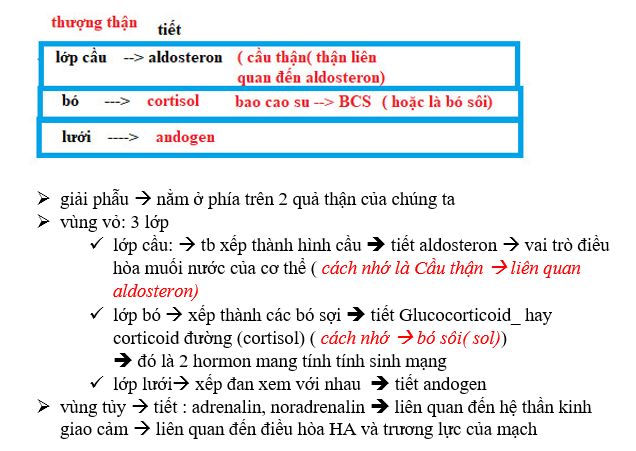 thượng thận tiết
lớp cầu --> aldosteron ( cầu thận( thận liên
quan đến aldosteron)
bó ---> cortisol bao cao su --> BCS ( hoặc là bó sôi)
lưới ----> andogen
➢ giải phẫu → nằm ở phía trên 2 quả thận của chúng ta
➢ vùng vỏ: 3 lớp
✓ lớp cầu: → tb xếp thành hình cầu ➔ tiết aldosteron → vai trò điều
hòa muối nước của cơ thể ( cách nhớ là Cầu thận → liên quan
aldosteron)
✓ lớp bó → xếp thành các bó sợi ➔ tiết Glucocorticoid_ hay
corticoid đường (cortisol) ( cách nhớ → bó sôi( sol))
➔ đó là 2 hormon mang tính tính sinh mạng
✓ lớp lưới→ xếp đan xem với nhau ➔ tiết andogen
➢ vùng tủy → tiết : adrenalin, noradrenalin ➔ liên quan đến hệ thần kinh
giao cảm → liên quan đến điều hòa HA và trương lực của mạch